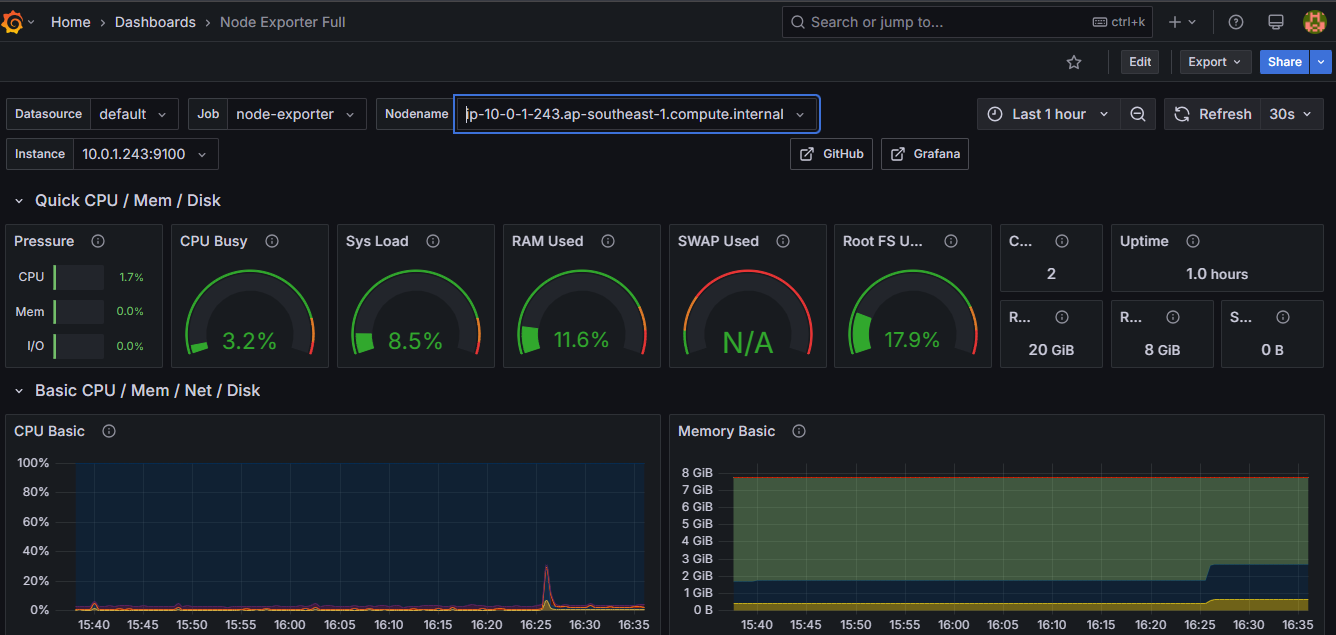 Home › Dashboards › Node Exporter Full
Search or jump to...
ctrl+k
Edit
Export
Share
Datasource
default
Job
node-exporter
Nodename
ip-10-0-1-243.ap-southeast-1.compute.internal
Last 1 hour
Refresh
30s
Instance
10.0.1.243:9100
GitHub
Grafana
Quick CPU / Mem / Disk
Pressure
CPU
1.7%
Mem
0.0%
I/O
0.0%
CPU Busy
3.2%
Sys Load
8.5%
RAM Used
11.6%
SWAP Used
N/A
Root FS U...
17.9%
C...
2
Uptime
1.0 hours
R...
20 GiB
R...
8 GiB
S...
0 B
Basic CPU / Mem / Net / Disk
CPU Basic
100%
80%
60%
40%
20%
0%
15:40 15:45 15:50 15:55 16:00 16:05 16:10 16:15 16:20 16:25 16:30 16:35
Memory Basic
8 GiB
7 GiB
6 GiB
5 GiB
4 GiB
3 GiB
2 GiB
1 GiB
0 B
15:40 15:45 15:50 15:55 16:00 16:05 16:10 16:15 16:20 16:25 16:30 16:35